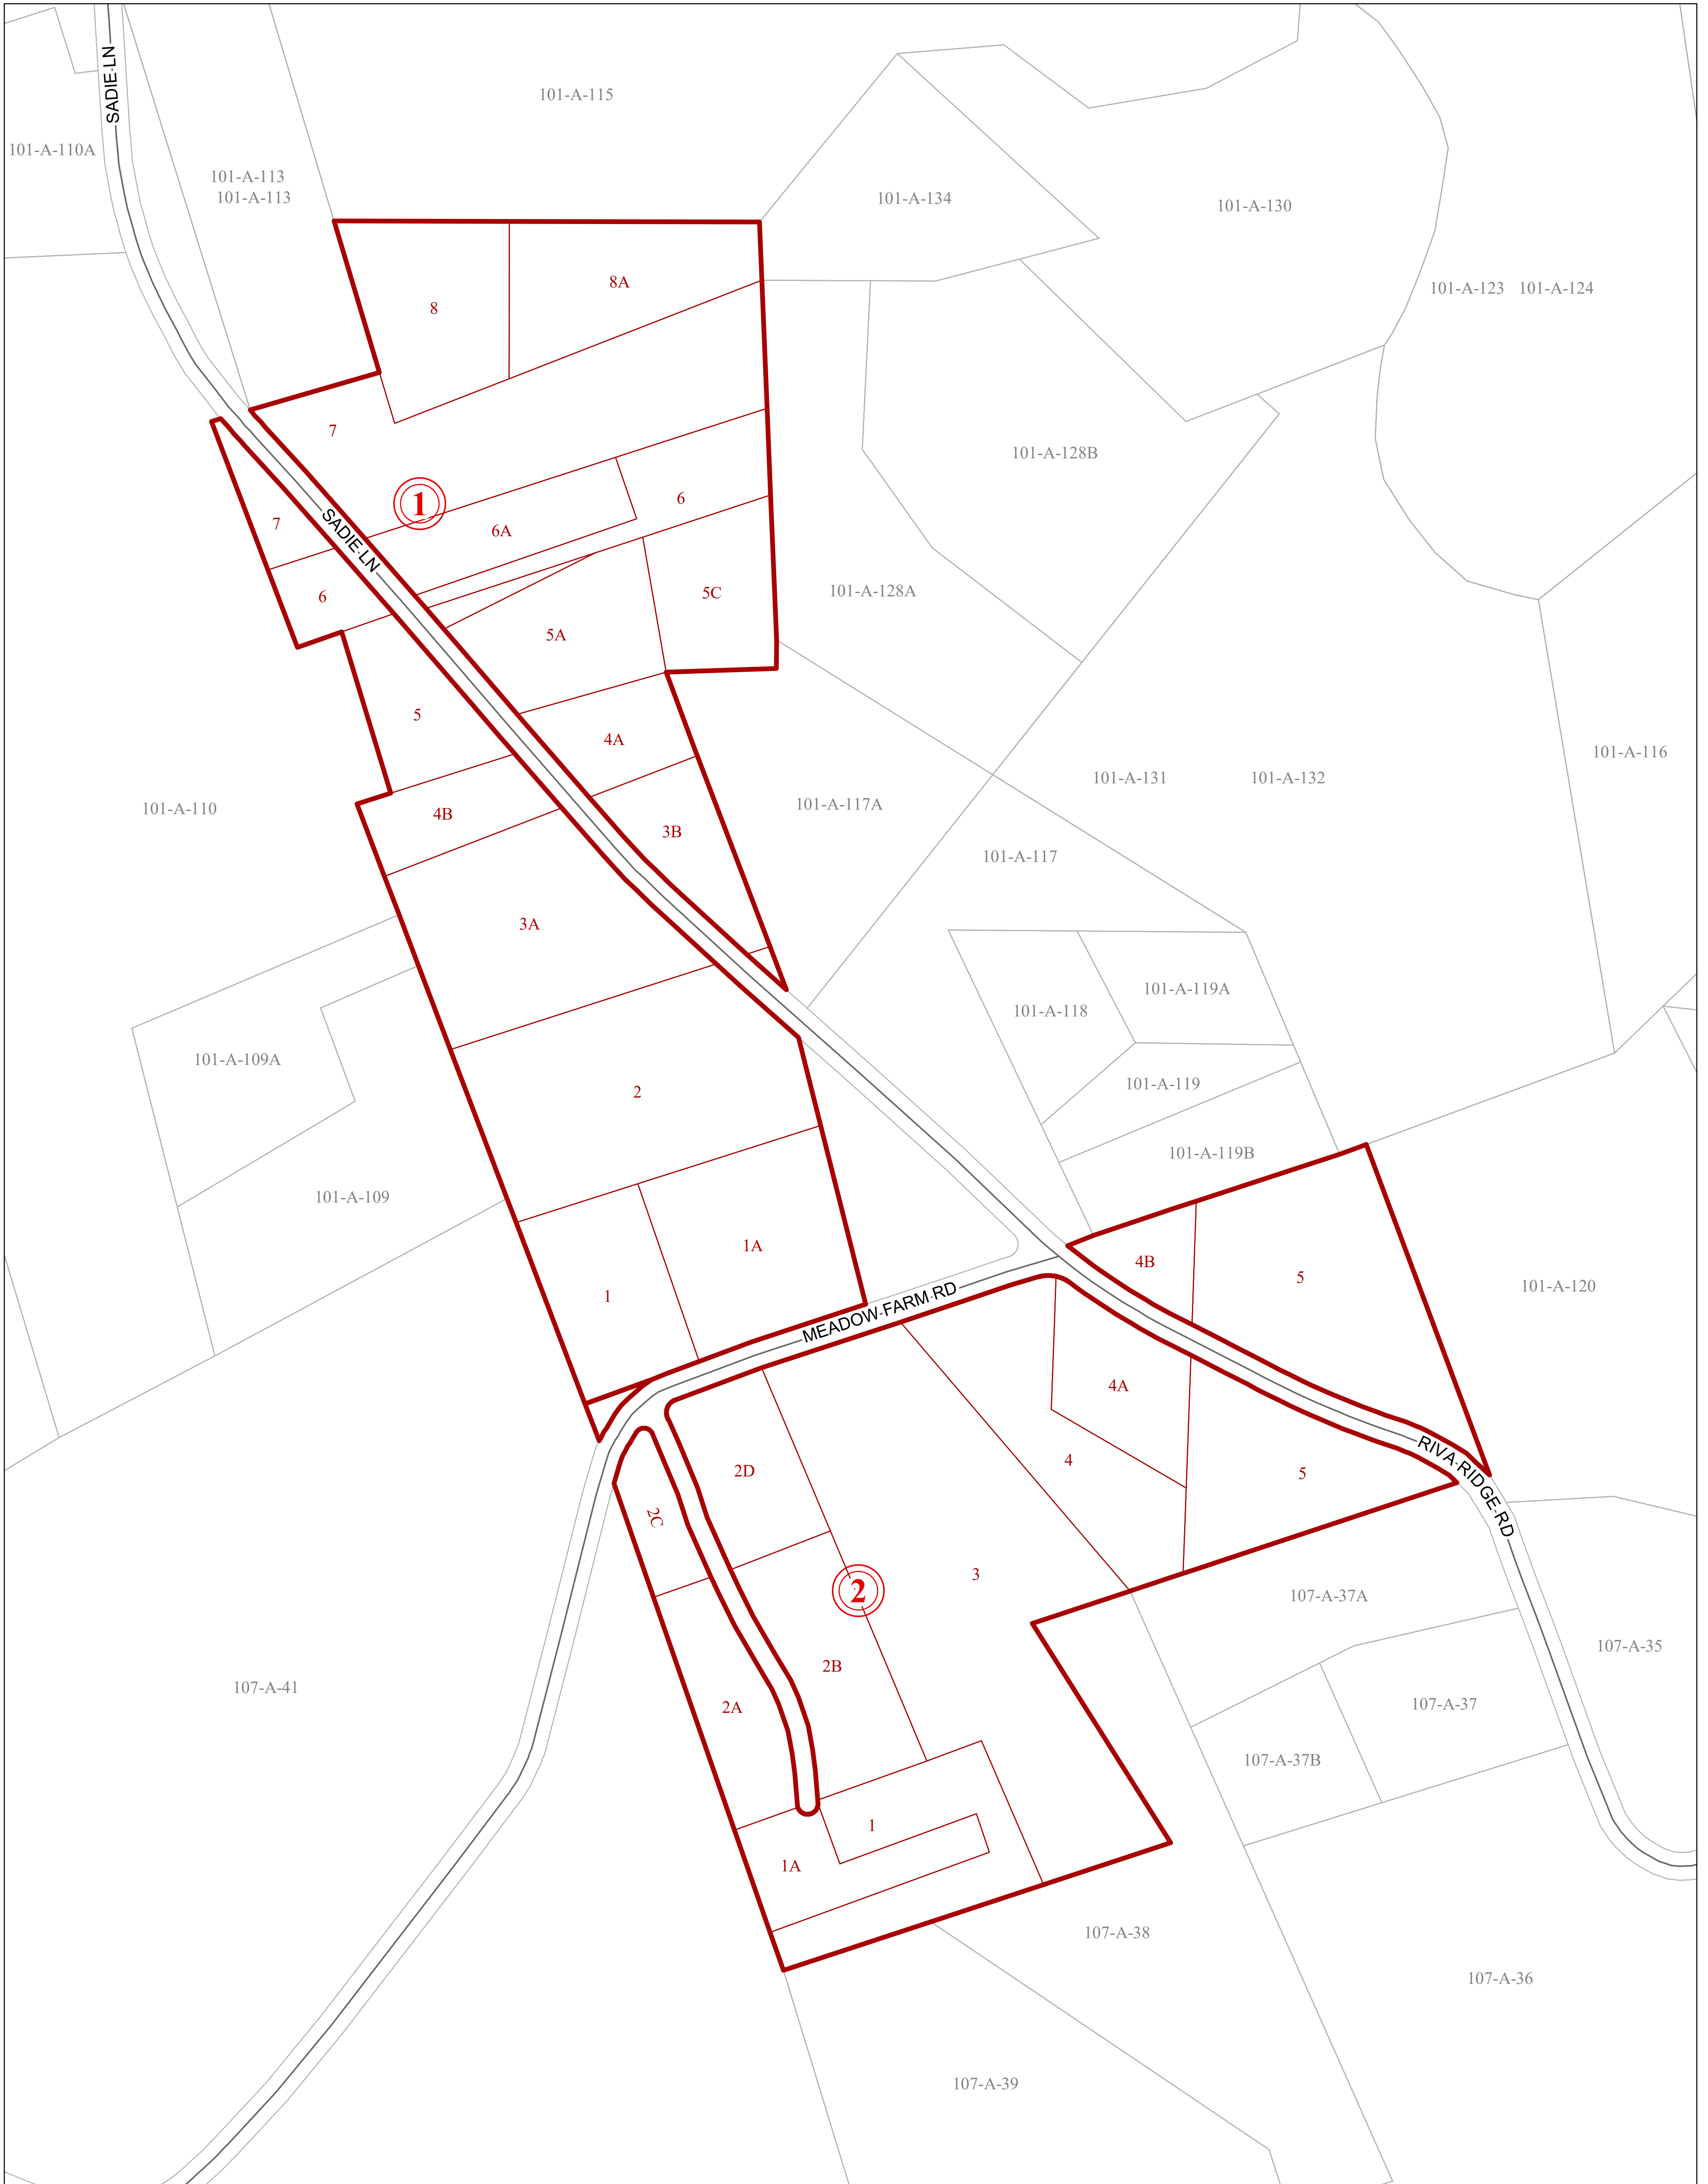 SADIE LN
101-A-115
101-A-110A
101-A-113
101-A-113
101-A-134
101-A-130
8A
101-A-123
101-A-124
8
7
101-A-128B
6
1
7
SADIE LN
6A
101-A-128A
5C
6
5A
5
4A
101-A-116
101-A-131
101-A-132
101-A-117A
101-A-110
4B
3B
101-A-117
3A
101-A-119A
101-A-118
101-A-109A
101-A-119
2
101-A-119B
101-A-109
1A
4B
5
101-A-120
1
MEADOW FARM RD
4A
4
2D
5
RIVA RIDGE RD
2C
3
2
107-A-37A
107-A-35
2B
107-A-41
2A
107-A-37
107-A-37B
1
1A
107-A-38
107-A-36
107-A-39